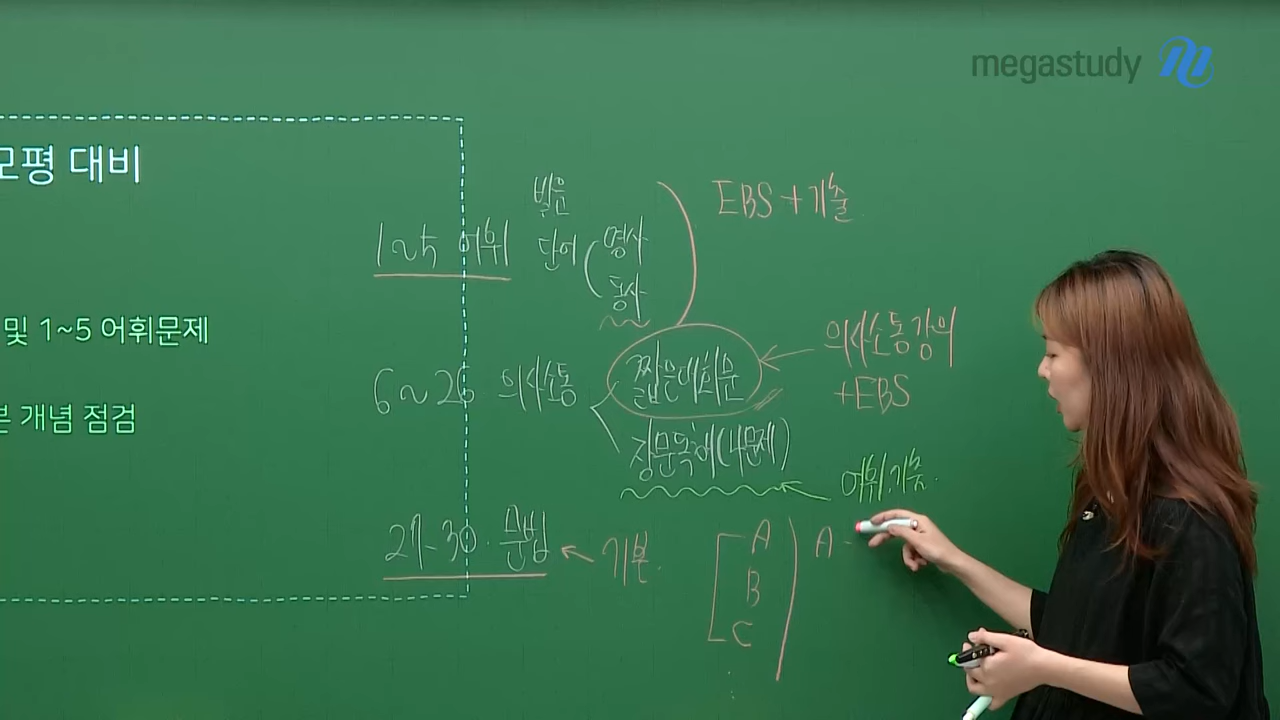 megastudy
모평 대비
및 1~5 어휘문제
본 개념 점검
발음
1~5 어휘 단어 (명사
동사
EBS + 기출
6~26 의사소통 짧은대화문
장문독해(4문제)
의사소통강의
+EBS
어휘, 기출.
27~30. 문법 ← 기본.
A
B
C
A -